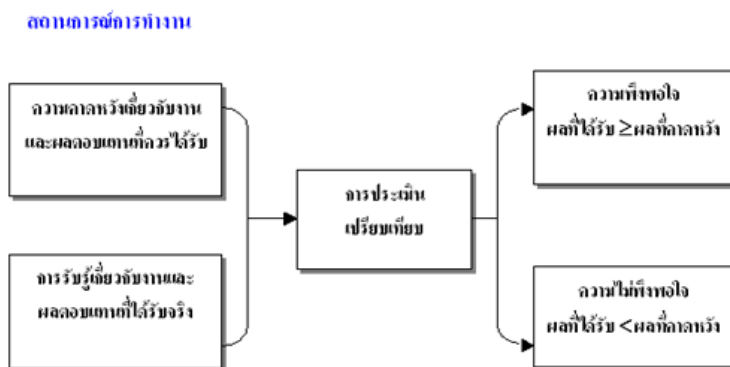 สถานการณ์การทำงาน
ความคาดหวังเกี่ยวกับงาน
และผลตอบแทนที่ควรได้รับ
การรับรู้เกี่ยวกับงานและ
ผลตอบแทนที่ได้รับจริง
การประเมิน
เปรียบเทียบ
ความพึงพอใจ
ผลที่ได้รับ ≥ผลที่คาดหวัง
ความไม่พึงพอใจ
ผลที่ได้รับ <ผลที่คาดหวัง